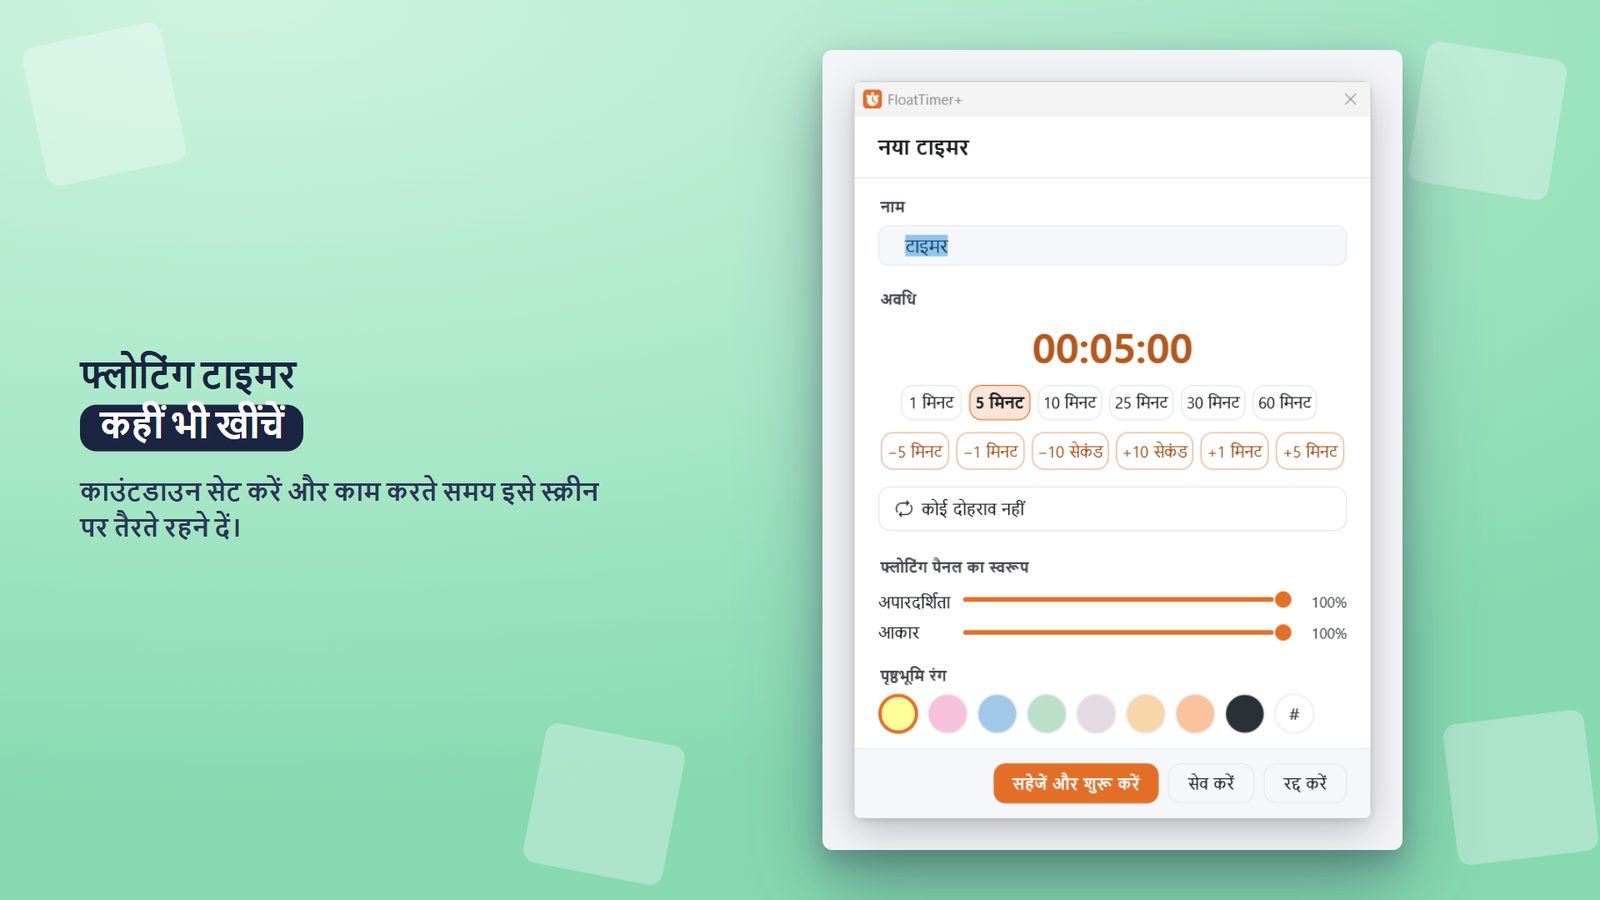 फ्लोटिंग टाइमर
कहीं भी खींचें
काउंटडाउन सेट करें और काम करते समय इसे स्क्रीन
पर तैरते रहने दें।
FloatTimer+
नया टाइमर
नाम
टाइमर
अवधि
00:05:00
1 मिनट 5 मिनट 10 मिनट 25 मिनट 30 मिनट 60 मिनट
−5 मिनट −1 मिनट −10 सेकंड +10 सेकंड +1 मिनट +5 मिनट
कोई दोहराव नहीं
फ्लोटिंग पैनल का स्वरूप
अपारदर्शिता 100%
आकार 100%
पृष्ठभूमि रंग
#
सहेजें और शुरू करें सेव करें रद्द करें